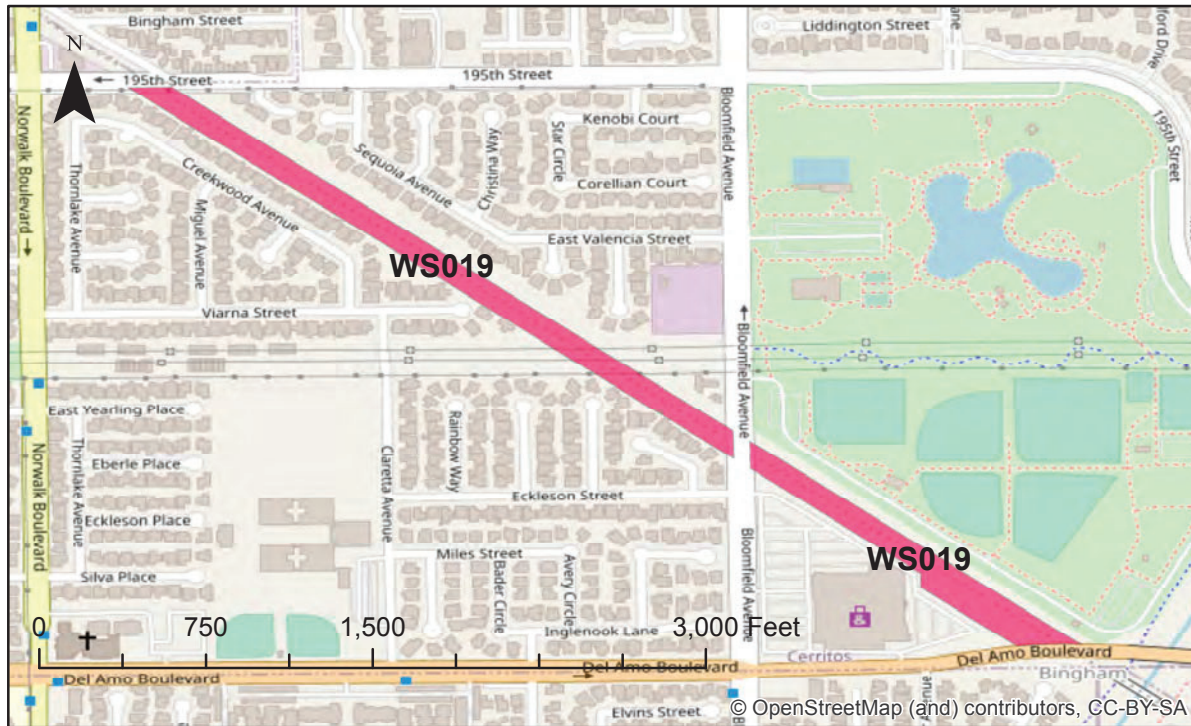 Bingham Street
Liddington Street
N
← 195th Street
195th Street
Norwalk Boulevard →
Bloomfield Avenue
Kenobi Court
195th Street
Thornlake Avenue
Creekwood Avenue
Sequoia Avenue
Christina Way
Star Circle
Corellian Court
Miguel Avenue
East Valencia Street
WS019
Viarna Street
← Bloomfield Avenue
East Yearling Place
Norwalk Boulevard
Thornlake Avenue
Eberle Place
Claretta Avenue
Rainbow Way
Eckleson Street
Eckleson Place
Miles Street
Bloomfield Avenue
WS019
Silva Place
Bader Circle
Avery Circle
0 750 1,500 3,000 Feet
Inglenook Lane
Cerritos
Del Amo Boulevard
Del Amo Boulevard
Del Amo Boulevard
Bingham
Elvins Street
© OpenStreetMap (and) contributors, CC-BY-SA